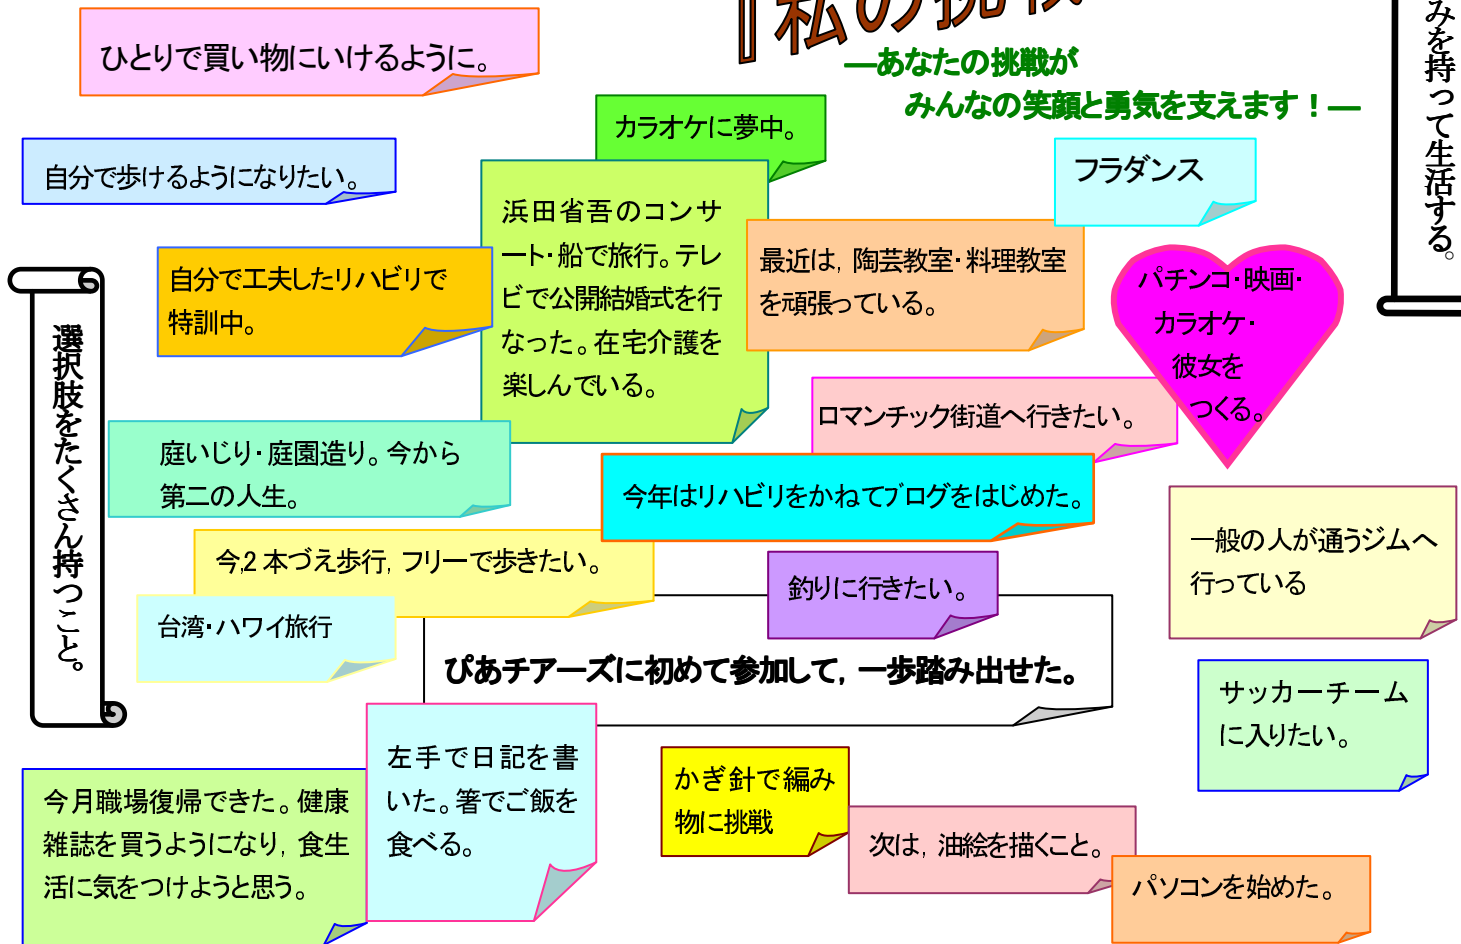 『私の挑戦
―あなたの挑戦が
みんなの笑顔と勇気を支えます！―
みを持って生活する。
ひとりで買い物にいけるように。
カラオケに夢中。
自分で歩けるようになりたい。
フラダンス
浜田省吾のコンサ
ート・船で旅行。テレ
ビで公開結婚式を行
なった。在宅介護を
楽しんでいる。
最近は，陶芸教室・料理教室
を頑張っている。
自分で工夫したリハビリで
特訓中。
パチンコ・映画・
カラオケ・
彼女を
つくる。
選択肢をたくさん持つこと。
ロマンチック街道へ行きたい。
庭いじり・庭園造り。今から
第二の人生。
今年はリハビリをかねてブログをはじめた。
一般の人が通うジムへ
行っている
今,2本づえ歩行，フリーで歩きたい。
釣りに行きたい。
台湾・ハワイ旅行
ぴあチアーズに初めて参加して，一歩踏み出せた。
サッカーチーム
に入りたい。
左手で日記を書
いた。箸でご飯を
食べる。
かぎ針で編み
物に挑戦
今月職場復帰できた。健康
雑誌を買うようになり，食生
活に気をつけようと思う。
次は，油絵を描くこと。
パソコンを始めた。